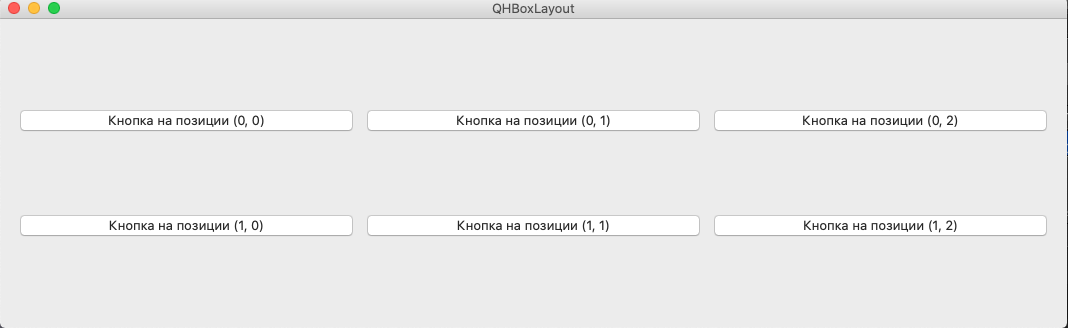 QHBoxLayout
Кнопка на позиции (0, 0) Кнопка на позиции (0, 1) Кнопка на позиции (0, 2)
Кнопка на позиции (1, 0) Кнопка на позиции (1, 1) Кнопка на позиции (1, 2)